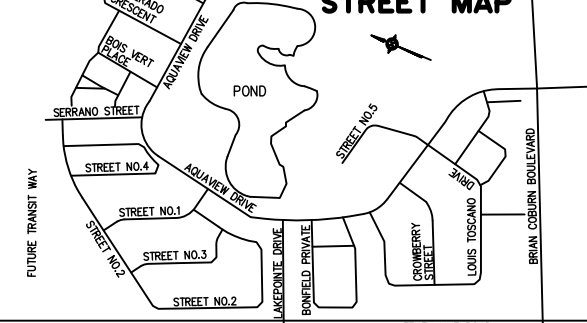 STREET MAP
CRESCENT
BOIS VERT
PLACE
AQUAVIEW DRIVE
POND
SERRANO STREET
STREET NO.5
STREET NO.4
AQUAVIEW DRIVE
DRIVE
LOUIS TOSCANO
BRIAN COBURN BOULEVARD
FUTURE TRANSIT WAY
STREET NO.1
STREET NO.2
STREET NO.3
STREET NO.2
LAKEPOINTE DRIVE
BONFIELD PRIVATE
CROWBERRY
STREET